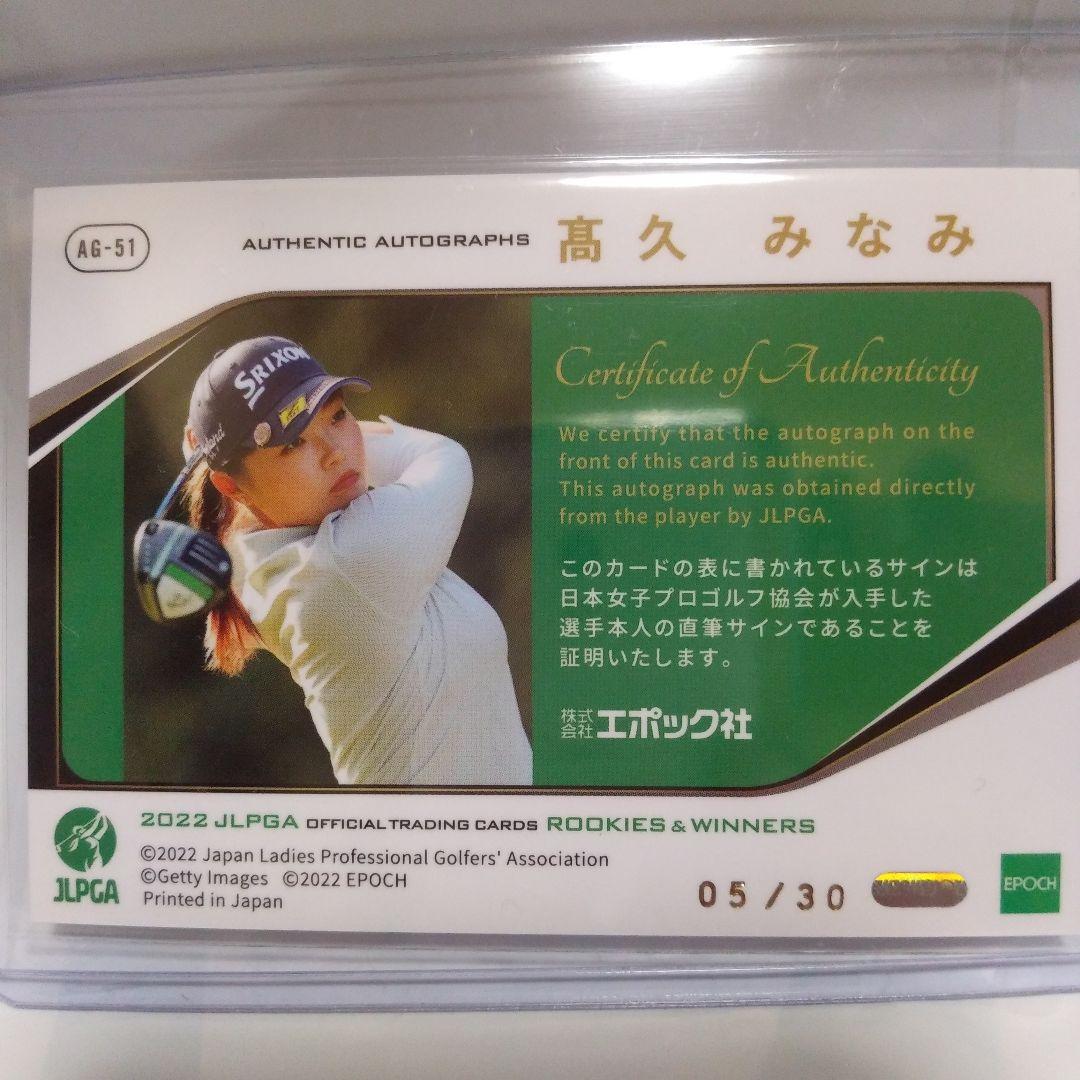 AG-51
AUTHENTIC AUTOGRAPHS 髙久 みなみ
SRIXON
Certificate of Authenticity
We certify that the autograph on the
front of this card is authentic.
This autograph was obtained directly
from the player by JLPGA.
このカードの表に書かれているサインは
日本女子プロゴルフ協会が入手した
選手本人の直筆サインであることを
証明いたします。
株式会社 エポック社
2022 JLPGA OFFICIAL TRADING CARDS ROOKIES & WINNERS
©2022 Japan Ladies Professional Golfers' Association
©Getty Images ©2022 EPOCH
Printed in Japan
JLPGA
05/30
EPOCH